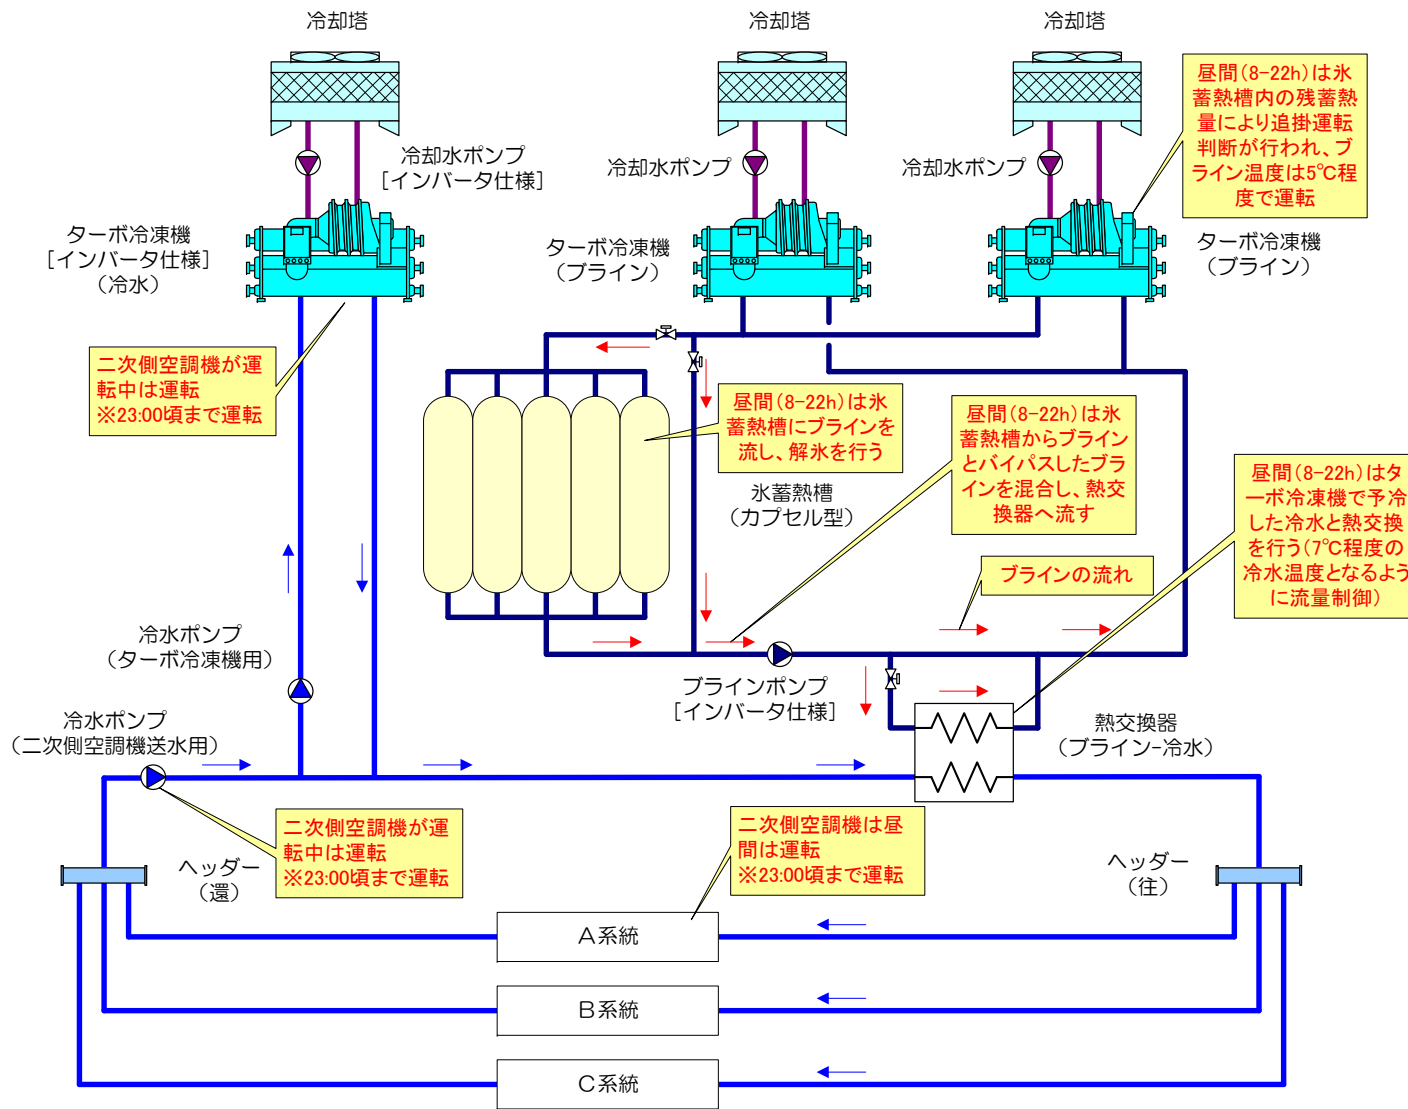 冷却塔
冷却塔
冷却塔
昼間(8-22h)は氷
蓄熱槽内の残蓄熱
量により追掛運転
判断が行われ、ブ
ライン温度は5℃程
度で運転
冷却水ポンプ
[インバータ仕様]
冷却水ポンプ
冷却水ポンプ
ターボ冷凍機
[インバータ仕様]
(冷水)
ターボ冷凍機
(ブライン)
ターボ冷凍機
(ブライン)
二次側空調機が運
転中は運転
※23:00頃まで運転
昼間(8-22h)は氷
蓄熱槽にブラインを
流し、解氷を行う
昼間(8-22h)は氷
蓄熱槽からブライン
とバイパスしたブラ
インを混合し、熱交
換器へ流す
昼間(8-22h)はタ
ーボ冷凍機で予冷
した冷水と熱交換
を行う(7℃程度の
冷水温度となるよう
に流量制御)
氷蓄熱槽
(カプセル型)
ブラインの流れ
冷水ポンプ
(ターボ冷凍機用)
ブラインポンプ
[インバータ仕様]
冷水ポンプ
(二次側空調機送水用)
熱交換器
(ブライン-冷水)
二次側空調機が運
転中は運転
※23:00頃まで運転
二次側空調機は昼
間は運転
※23:00頃まで運転
ヘッダー
(還)
ヘッダー
(往)
A系統
B系統
C系統